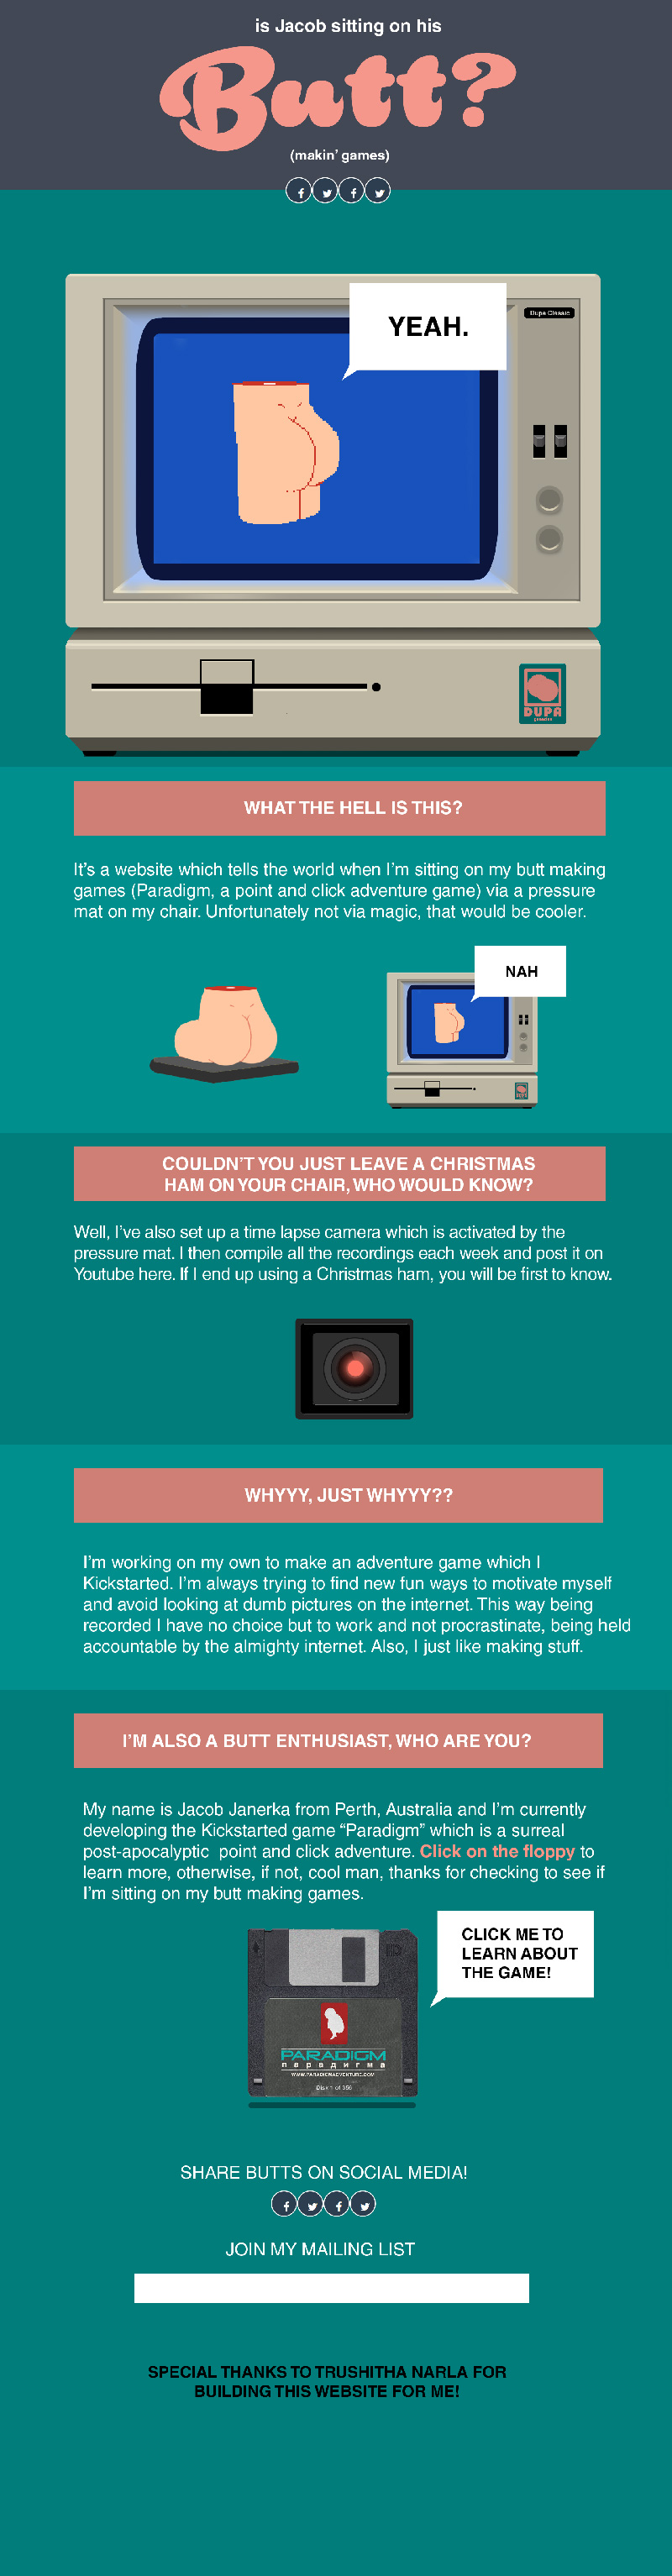 is Jacob sitting on his
Butt?
(makin' games)
YEAH.
Dupa Classic
DUPA
WHAT THE HELL IS THIS?
It's a website which tells the world when I'm sitting on my butt making
games (Paradigm, a point and click adventure game) via a pressure
mat on my chair. Unfortunately not via magic, that would be cooler.
NAH
COULDN'T YOU JUST LEAVE A CHRISTMAS
HAM ON YOUR CHAIR, WHO WOULD KNOW?
Well, I've also set up a time lapse camera which is activated by the
pressure mat. I then compile all the recordings each week and post it on
Youtube here. If I end up using a Christmas ham, you will be first to know.
WHYYY, JUST WHYYY??
I'm working on my own to make an adventure game which I
Kickstarted. I'm always trying to find new fun ways to motivate myself
and avoid looking at dumb pictures on the internet. This way being
recorded I have no choice but to work and not procrastinate, being held
accountable by the almighty internet. Also, I just like making stuff.
I'M ALSO A BUTT ENTHUSIAST, WHO ARE YOU?
My name is Jacob Janerka from Perth, Australia and I'm currently
developing the Kickstarted game “Paradigm” which is a surreal
post-apocalyptic point and click adventure. Click on the floppy to
learn more, otherwise, if not, cool man, thanks for checking to see if
I'm sitting on my butt making games.
CLICK ME TO
LEARN ABOUT
THE GAME!
PARADIGM
парадигма
WWW.PARADIGMADVENTURE.COM
Disk 1 of 356
SHARE BUTTS ON SOCIAL MEDIA!
JOIN MY MAILING LIST
SPECIAL THANKS TO TRUSHITHA NARLA FOR
BUILDING THIS WEBSITE FOR ME!